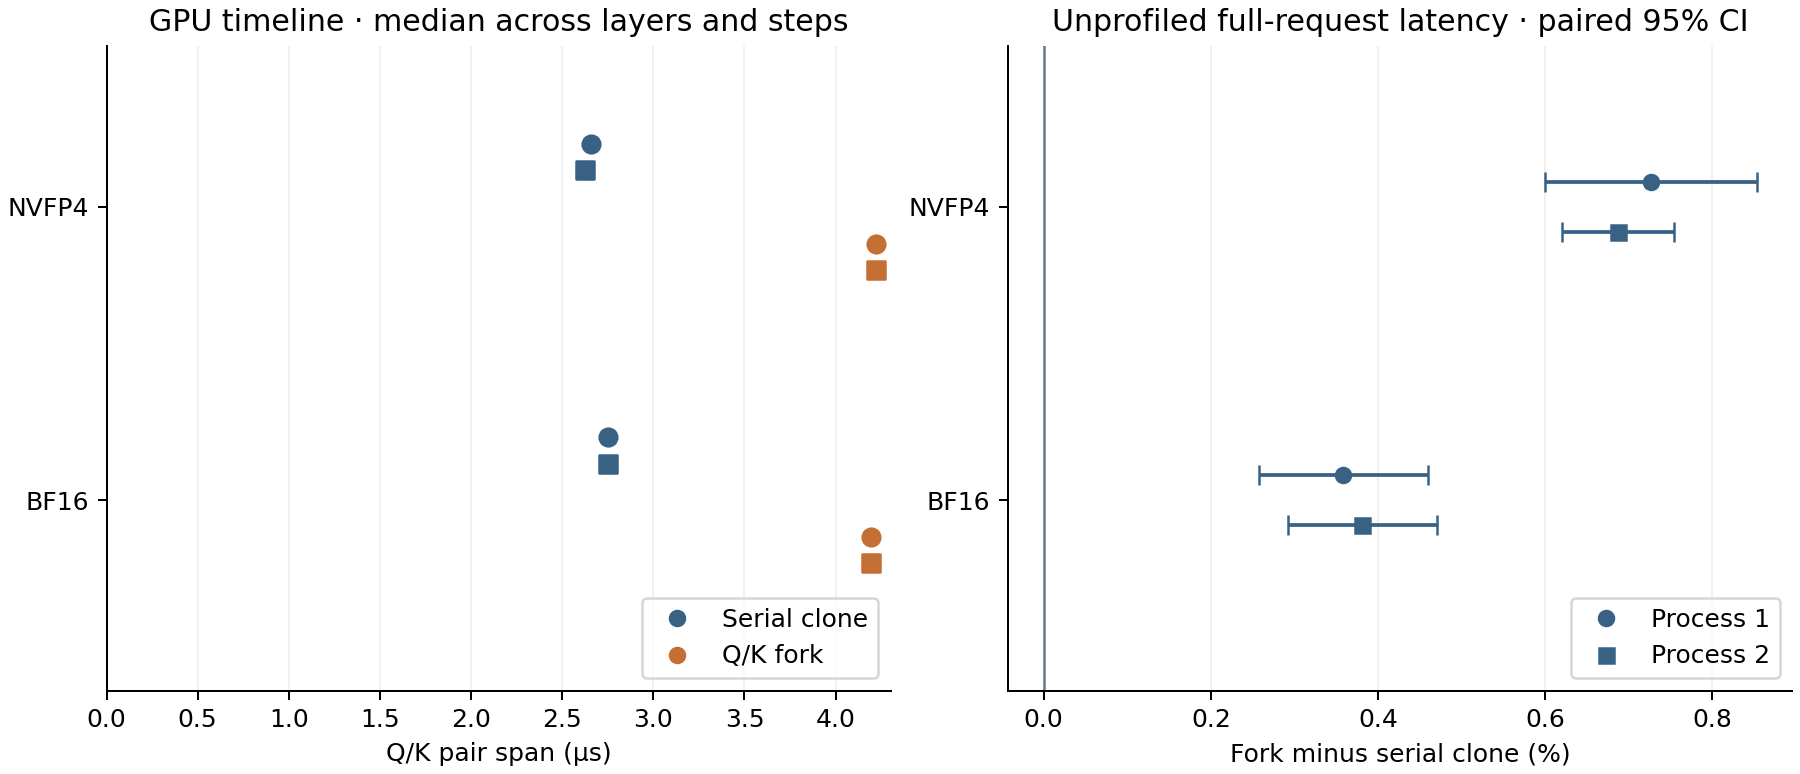 GPU timeline · median across layers and steps
NVFP4
BF16
Serial clone
Q/K fork
0.0 0.5 1.0 1.5 2.0 2.5 3.0 3.5 4.0
Q/K pair span (µs)
Unprofiled full-request latency · paired 95% CI
NVFP4
BF16
Process 1
Process 2
0.0 0.2 0.4 0.6 0.8
Fork minus serial clone (%)